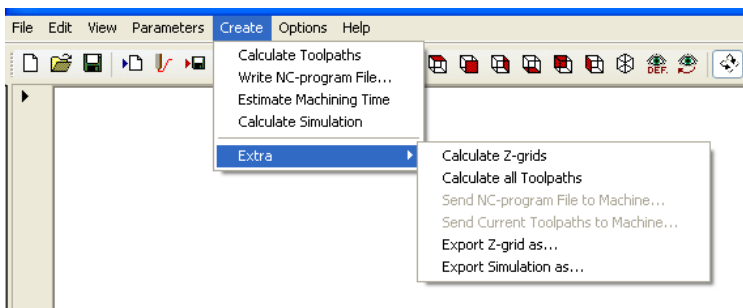 File Edit View Parameters Create Options Help
Calculate Toolpaths
Write NC-program File...
Estimate Machining Time
Calculate Simulation
DEF.
Extra
Calculate Z-grids
Calculate all Toolpaths
Send NC-program File to Machine...
Send Current Toolpaths to Machine...
Export Z-grid as...
Export Simulation as...